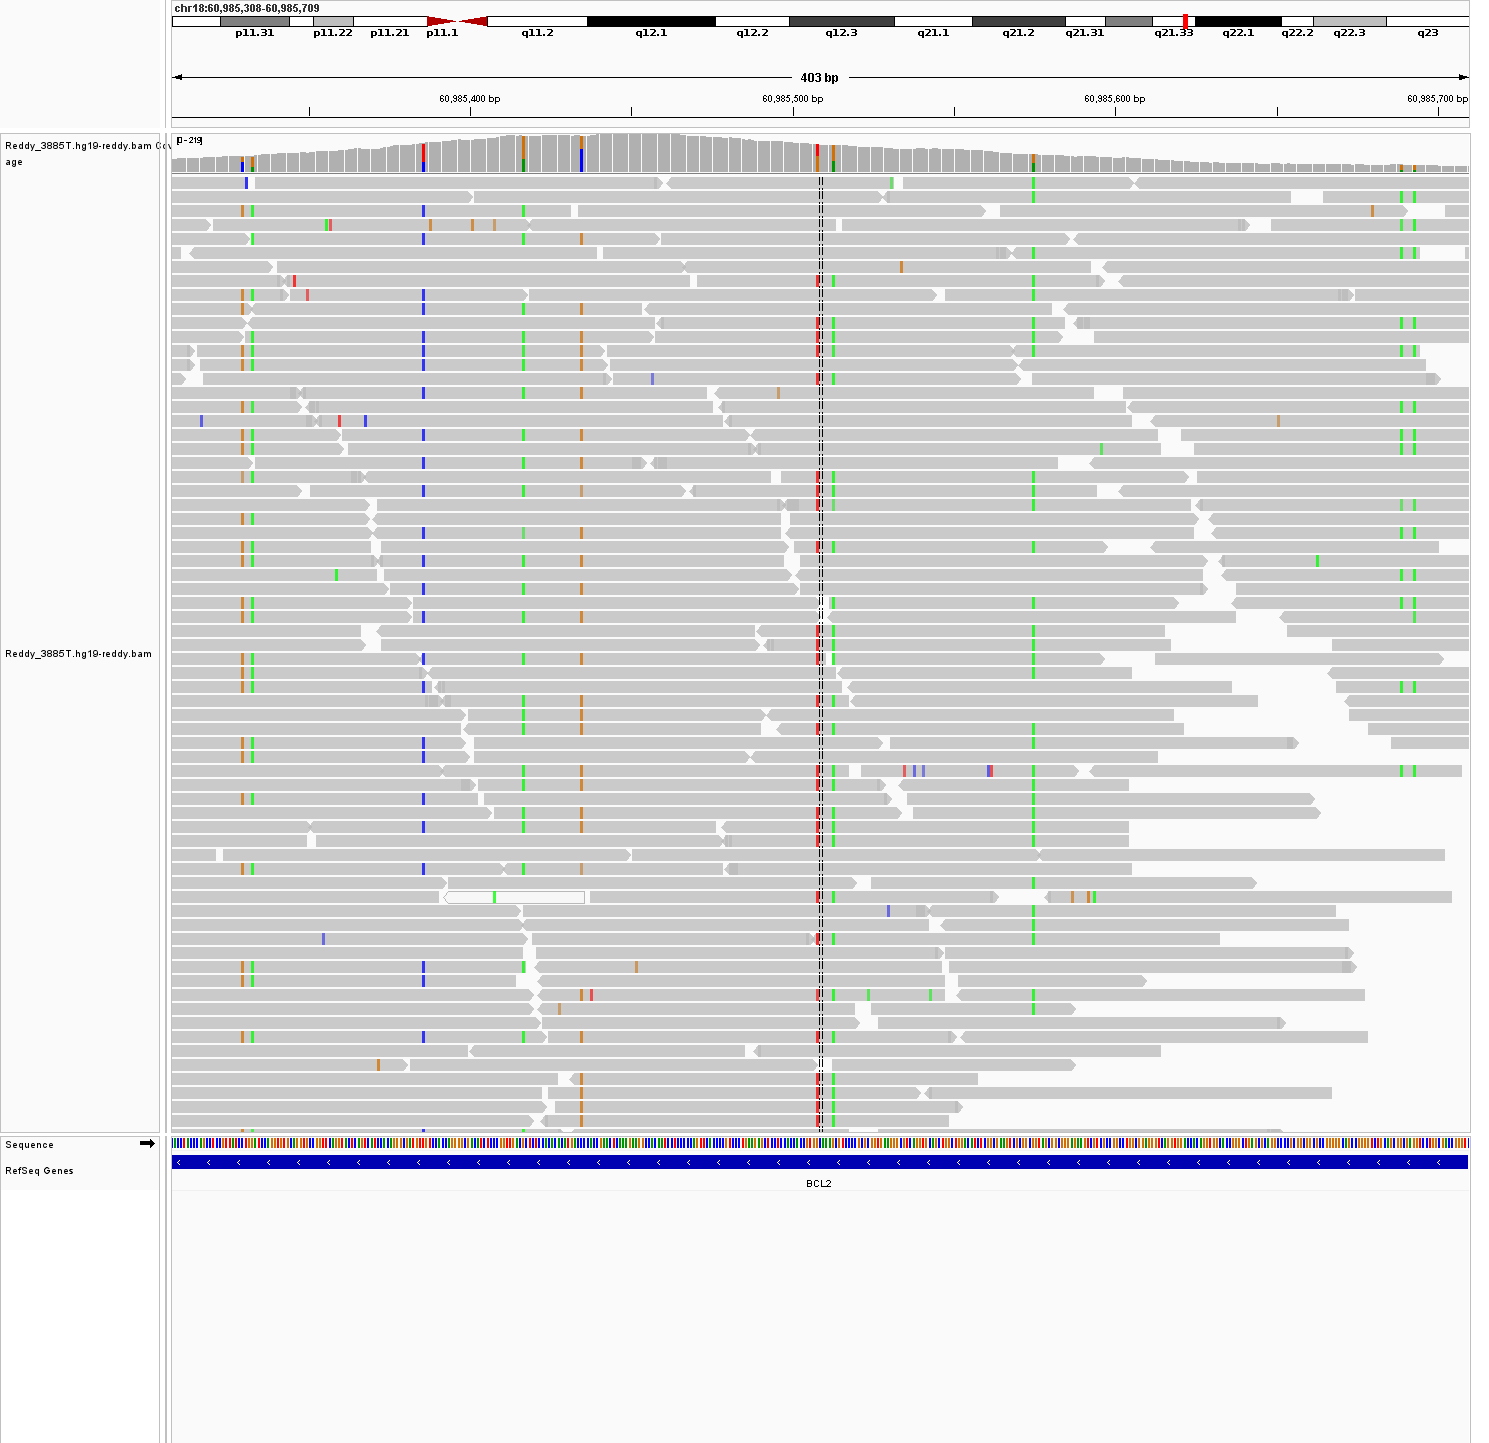 chr18:60,985,308-60,985,709
p11.31 p11.22 p11.21 p11.1 q11.2 q12.1 q12.2 q12.3 q21.1 q21.2 q21.31 q21.33 q22.1 q22.2 q22.3 q23
403 bp
60,985,400 bp 60,985,500 bp 60,985,600 bp 60,985,700 bp
[0-219]
Reddy_3885T.hg19-reddy.bam Cov
age
Reddy_3885T.hg19-reddy.bam
Sequence
RefSeq Genes
BCL2